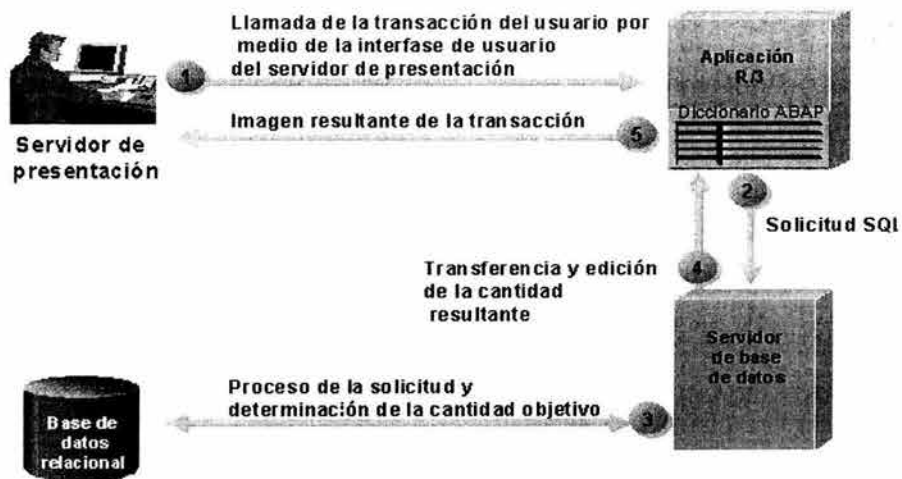 Llamada de la transacción del usuario por
medio de la interfase de usuario
del servidor de presentación
1
Aplicación
R/3
Diccionario ABAP
Imagen resultante de la transacción
5
Servidor de
presentación
2
Solicitud SQL
4
Transferencia y edición
de la cantidad
resultante
Servidor
de base
de datos
Proceso de la solicitud y
determinación de la cantidad objetivo
3
Base de
datos
relacional